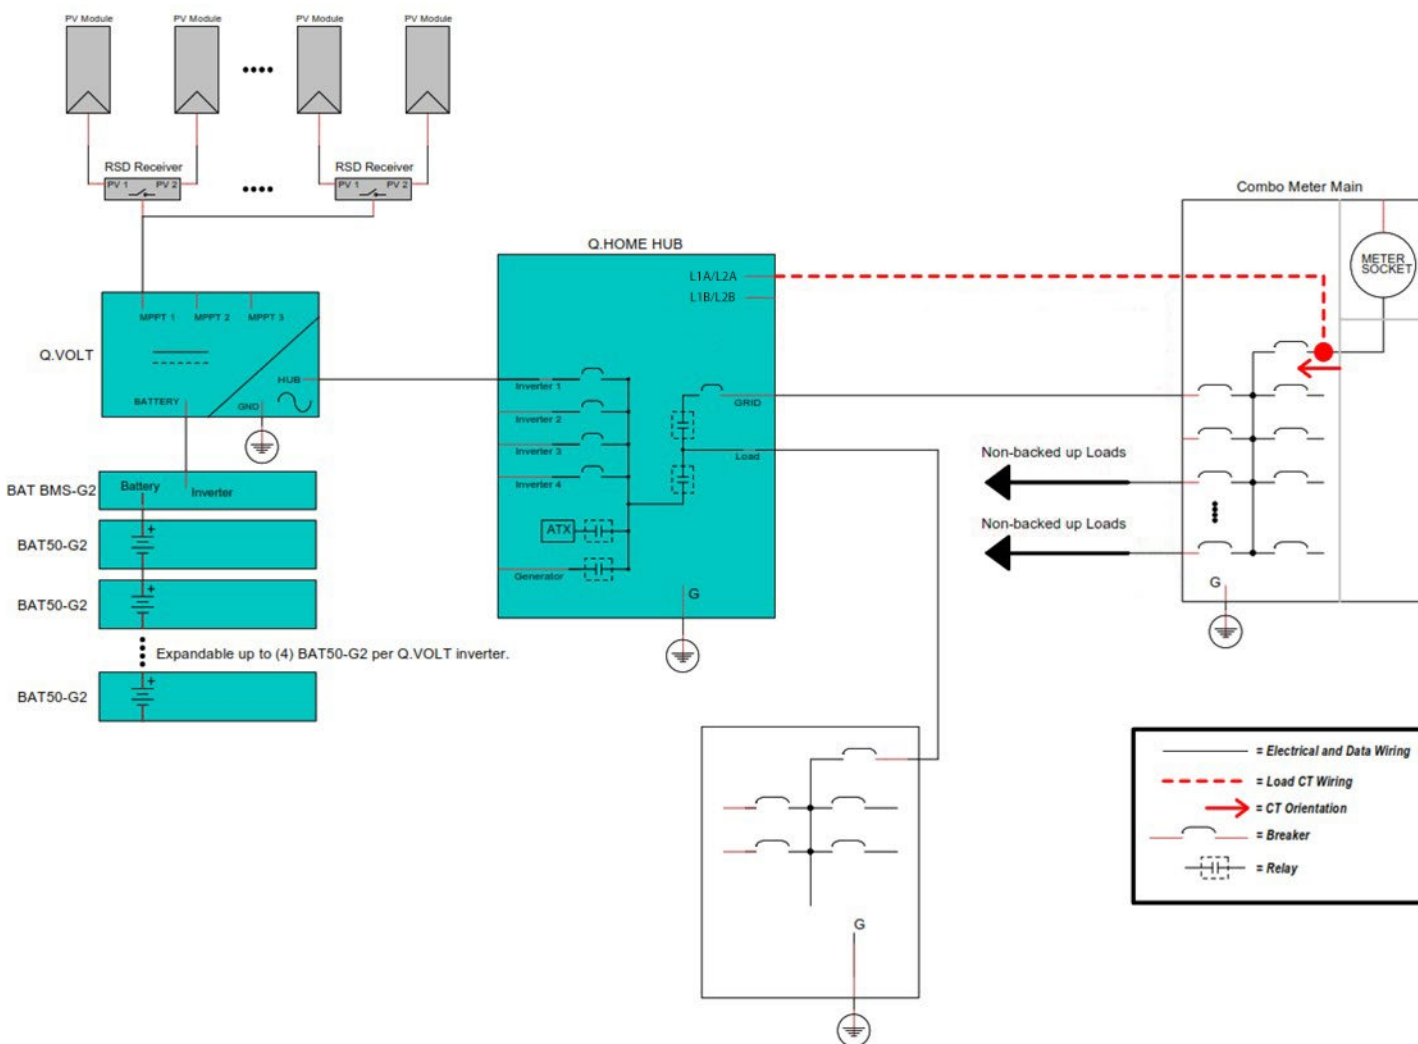 PV Module
PV Module
PV Module
PV Module
RSD Receiver
PV 1
PV 2
RSD Receiver
PV 1
PV 2
Combo Meter Main
METER
SOCKET
Q.HOME HUB
L1A/L2A
L1B/L2B
Q.VOLT
MPPT 1
MPPT 2
MPPT 3
HUB
BATTERY
GND
Inverter 1
Inverter 2
Inverter 3
Inverter 4
GRID
Load
ATX
Generator
G
Non-backed up Loads
Non-backed up Loads
G
BAT BMS-G2
Battery
Inverter
BAT50-G2
+
BAT50-G2
+
Expandable up to (4) BAT50-G2 per Q.VOLT inverter.
BAT50-G2
+
G
= Electrical and Data Wiring
= Load CT Wiring
= CT Orientation
= Breaker
= Relay